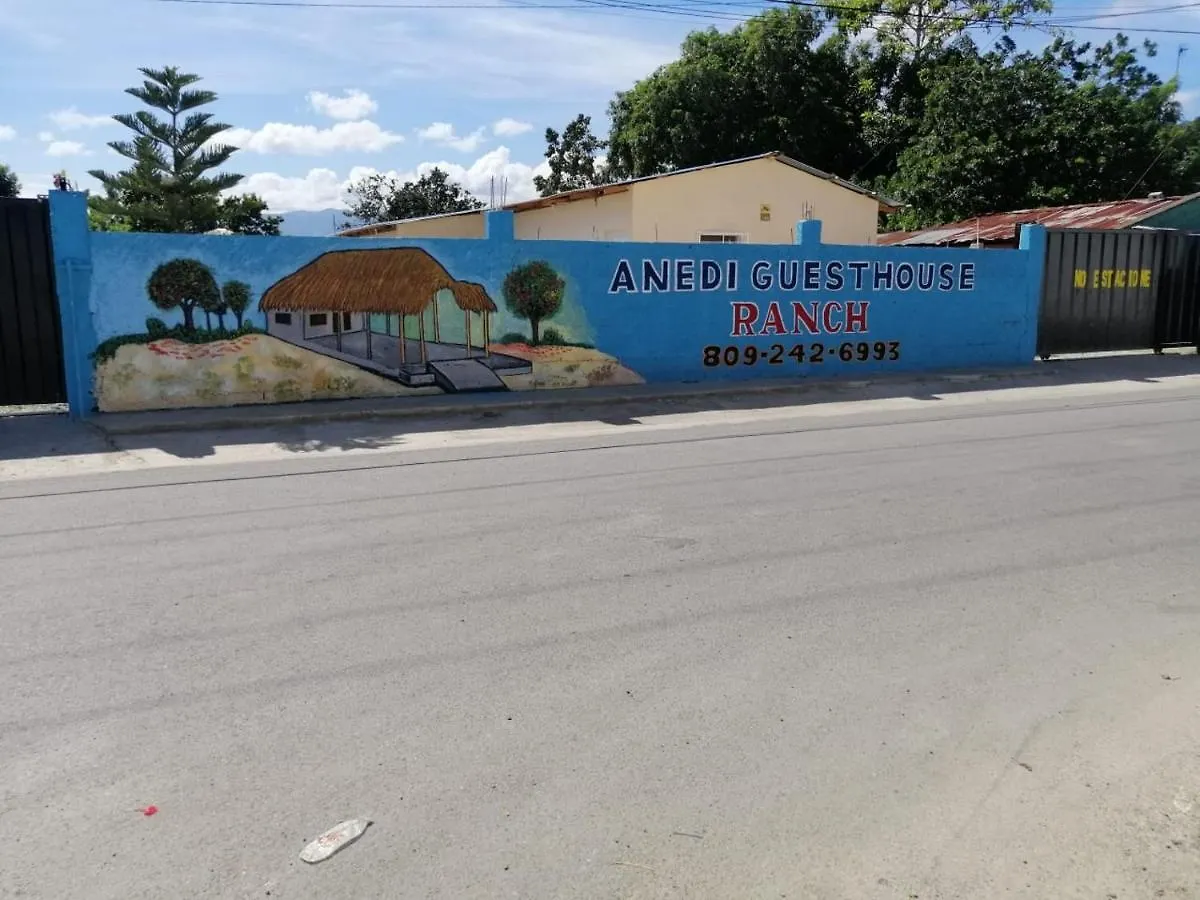 ANEDI GUESTHOUSE
RANCH
809-242-6993
NO ESTACIONE